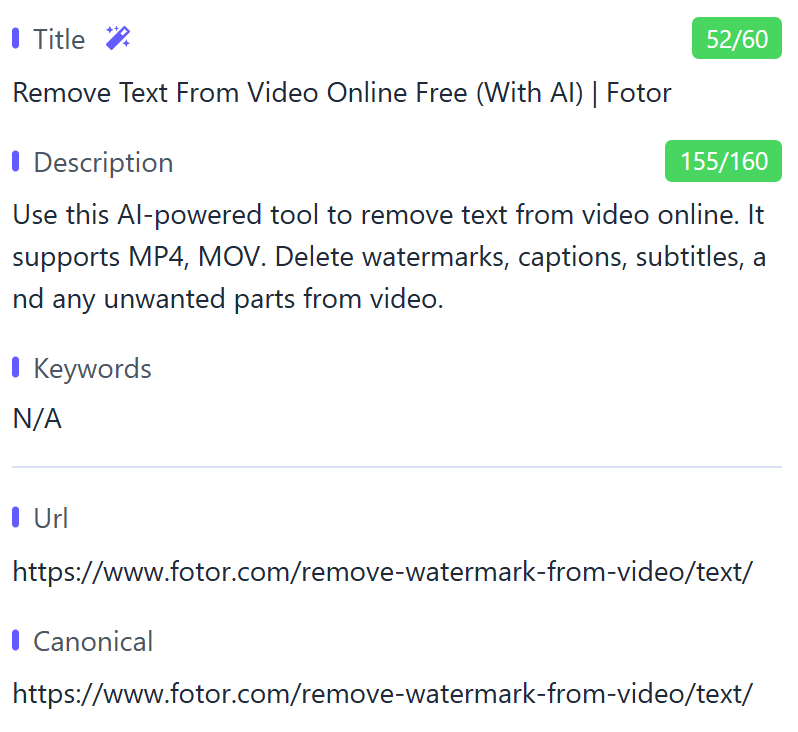 Title
52/60
Remove Text From Video Online Free (With AI) | Fotor
Description
155/160
Use this AI-powered tool to remove text from video online. It
supports MP4, MOV. Delete watermarks, captions, subtitles, a
nd any unwanted parts from video.
Keywords
N/A
Url
https://www.fotor.com/remove-watermark-from-video/text/
Canonical
https://www.fotor.com/remove-watermark-from-video/text/